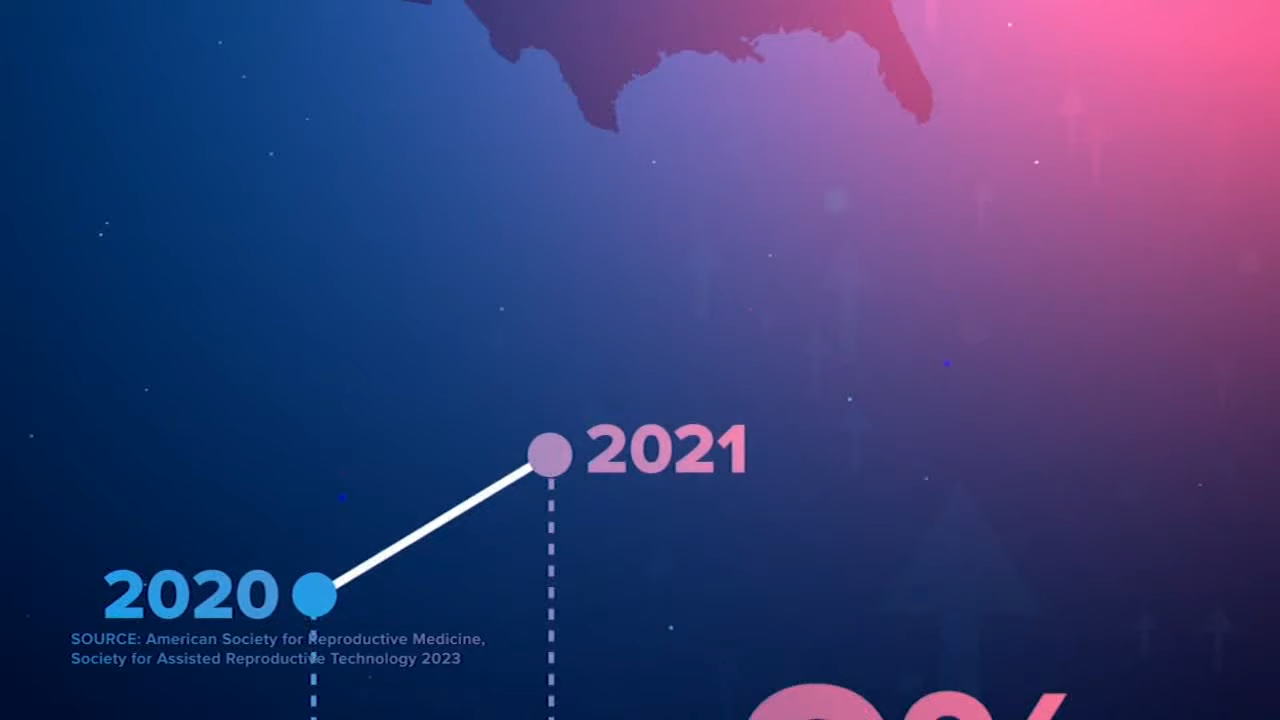 2021
2020
SOURCE: American Society for Reproductive Medicine,
Society for Assisted Reproductive Technology 2023
%